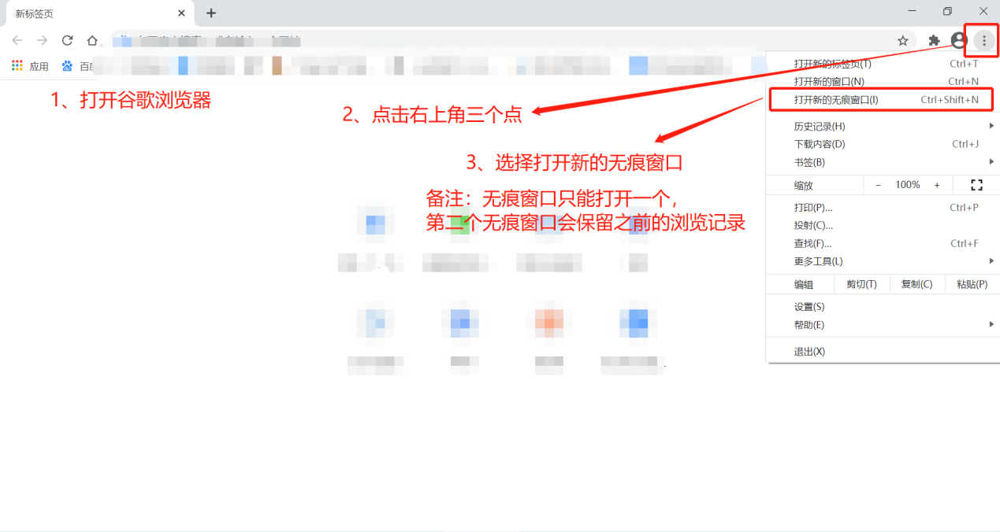 新标签页
应用
1、打开谷歌浏览器
2、点击右上角三个点
3、选择打开新的无痕窗口
备注：无痕窗口只能打开一个，
第二个无痕窗口会保留之前的浏览记录
打开新的标签页(T) Ctrl+T
打开新的窗口(N) Ctrl+N
打开新的无痕窗口(I) Ctrl+Shift+N
历史记录(H)
下载内容(D) Ctrl+J
书签(B)
缩放 - 100% +
打印(P)... Ctrl+P
投射(C)...
查找(F)... Ctrl+F
更多工具(L)
编辑 剪切(T) 复制(C) 粘贴(P)
设置(S)
帮助(E)
退出(X)